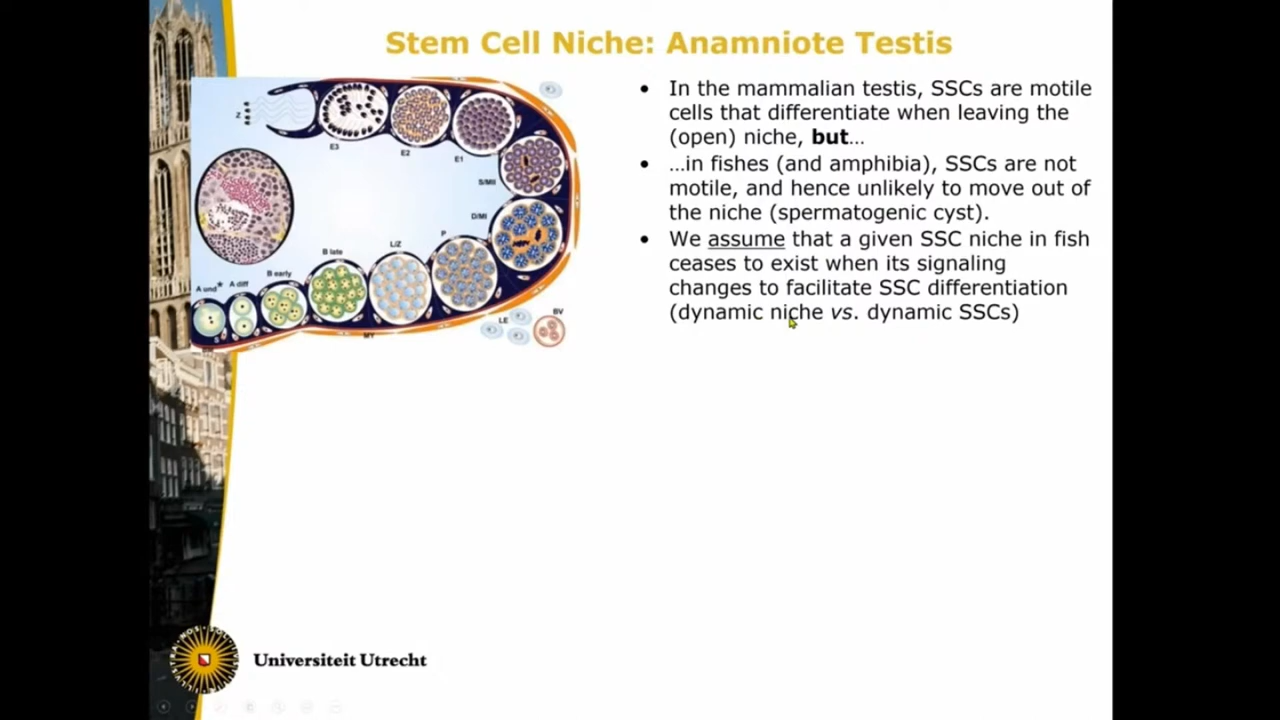 Stem Cell Niche: Anamniote Testis
• In the mammalian testis, SSCs are motile
cells that differentiate when leaving the
(open) niche, but…
• …in fishes (and amphibia), SSCs are not
motile, and hence unlikely to move out of
the niche (spermatogenic cyst).
• We assume that a given SSC niche in fish
ceases to exist when its signaling
changes to facilitate SSC differentiation
(dynamic niche vs. dynamic SSCs)
Z
E3
E2
E1
S/MII
D/MI
P
L/Z
B late
B early
A diff
A und*
LE
BV
MY
Universiteit Utrecht